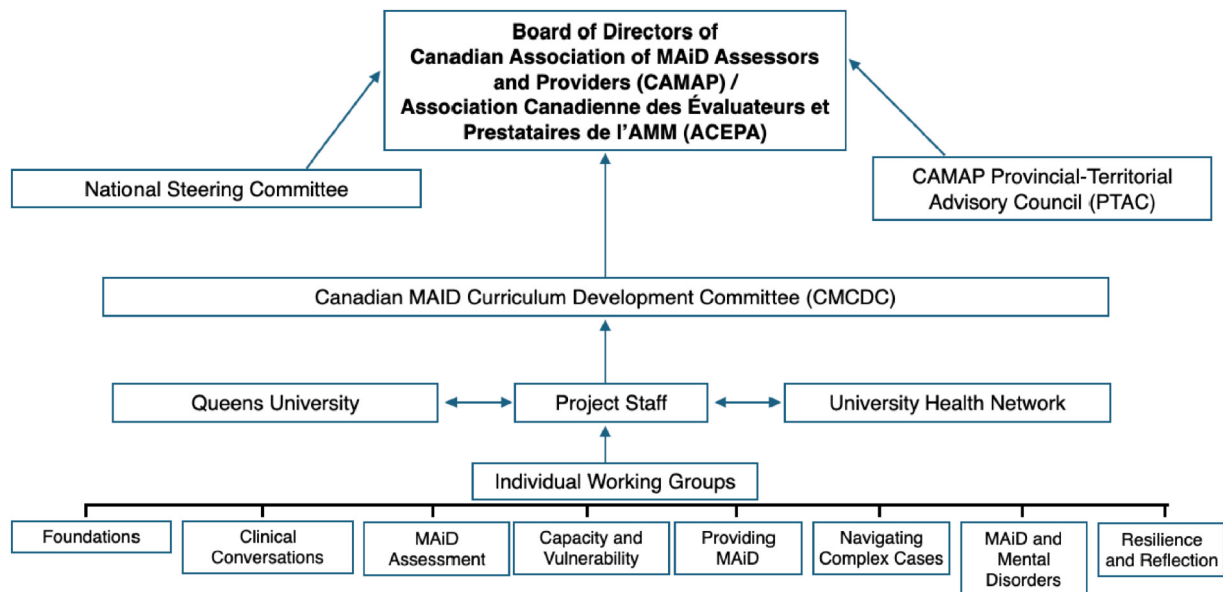 Board of Directors of
Canadian Association of MAiD Assessors
and Providers (CAMAP) /
Association Canadienne des Évaluateurs et
Prestataires de l'AMM (ACEPA)
National Steering Committee
CAMAP Provincial-Territorial
Advisory Council (PTAC)
Canadian MAID Curriculum Development Committee (CMCDC)
Queens University
Project Staff
University Health Network
Individual Working Groups
Foundations
Clinical
Conversations
MAiD
Assessment
Capacity and
Vulnerability
Providing
MAiD
Navigating
Complex Cases
MAiD and
Mental
Disorders
Resilience
and Reflection